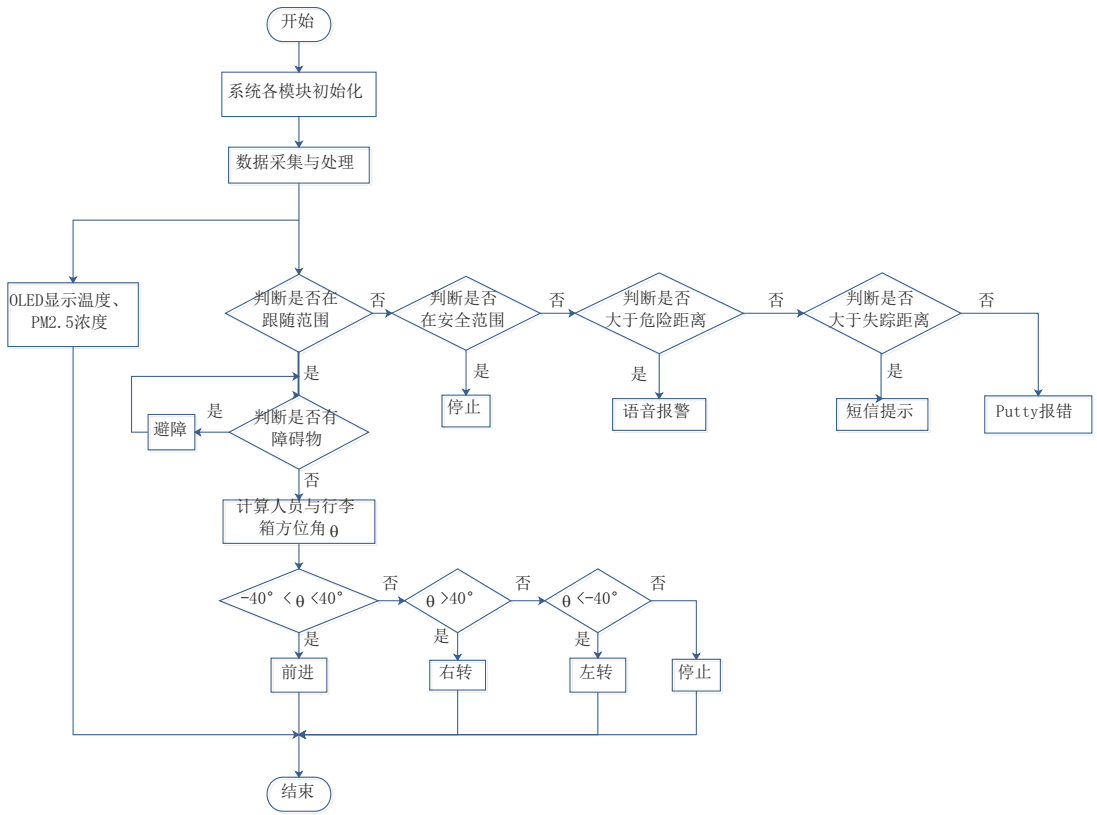 开始
系统各模块初始化
数据采集与处理
OLED显示温度、
PM2.5浓度
判断是否在
跟随范围
否
判断是否
在安全范围
否
判断是否
大于危险距离
否
判断是否
大于失踪距离
否
是
是
是
是
停止
语音报警
短信提示
Putty报错
判断是否有
障碍物
是
避障
否
计算人员与行李
箱方位角θ
-40°<θ<40°
否
θ>40°
否
θ<-40°
否
是
是
是
前进
右转
左转
停止
结束